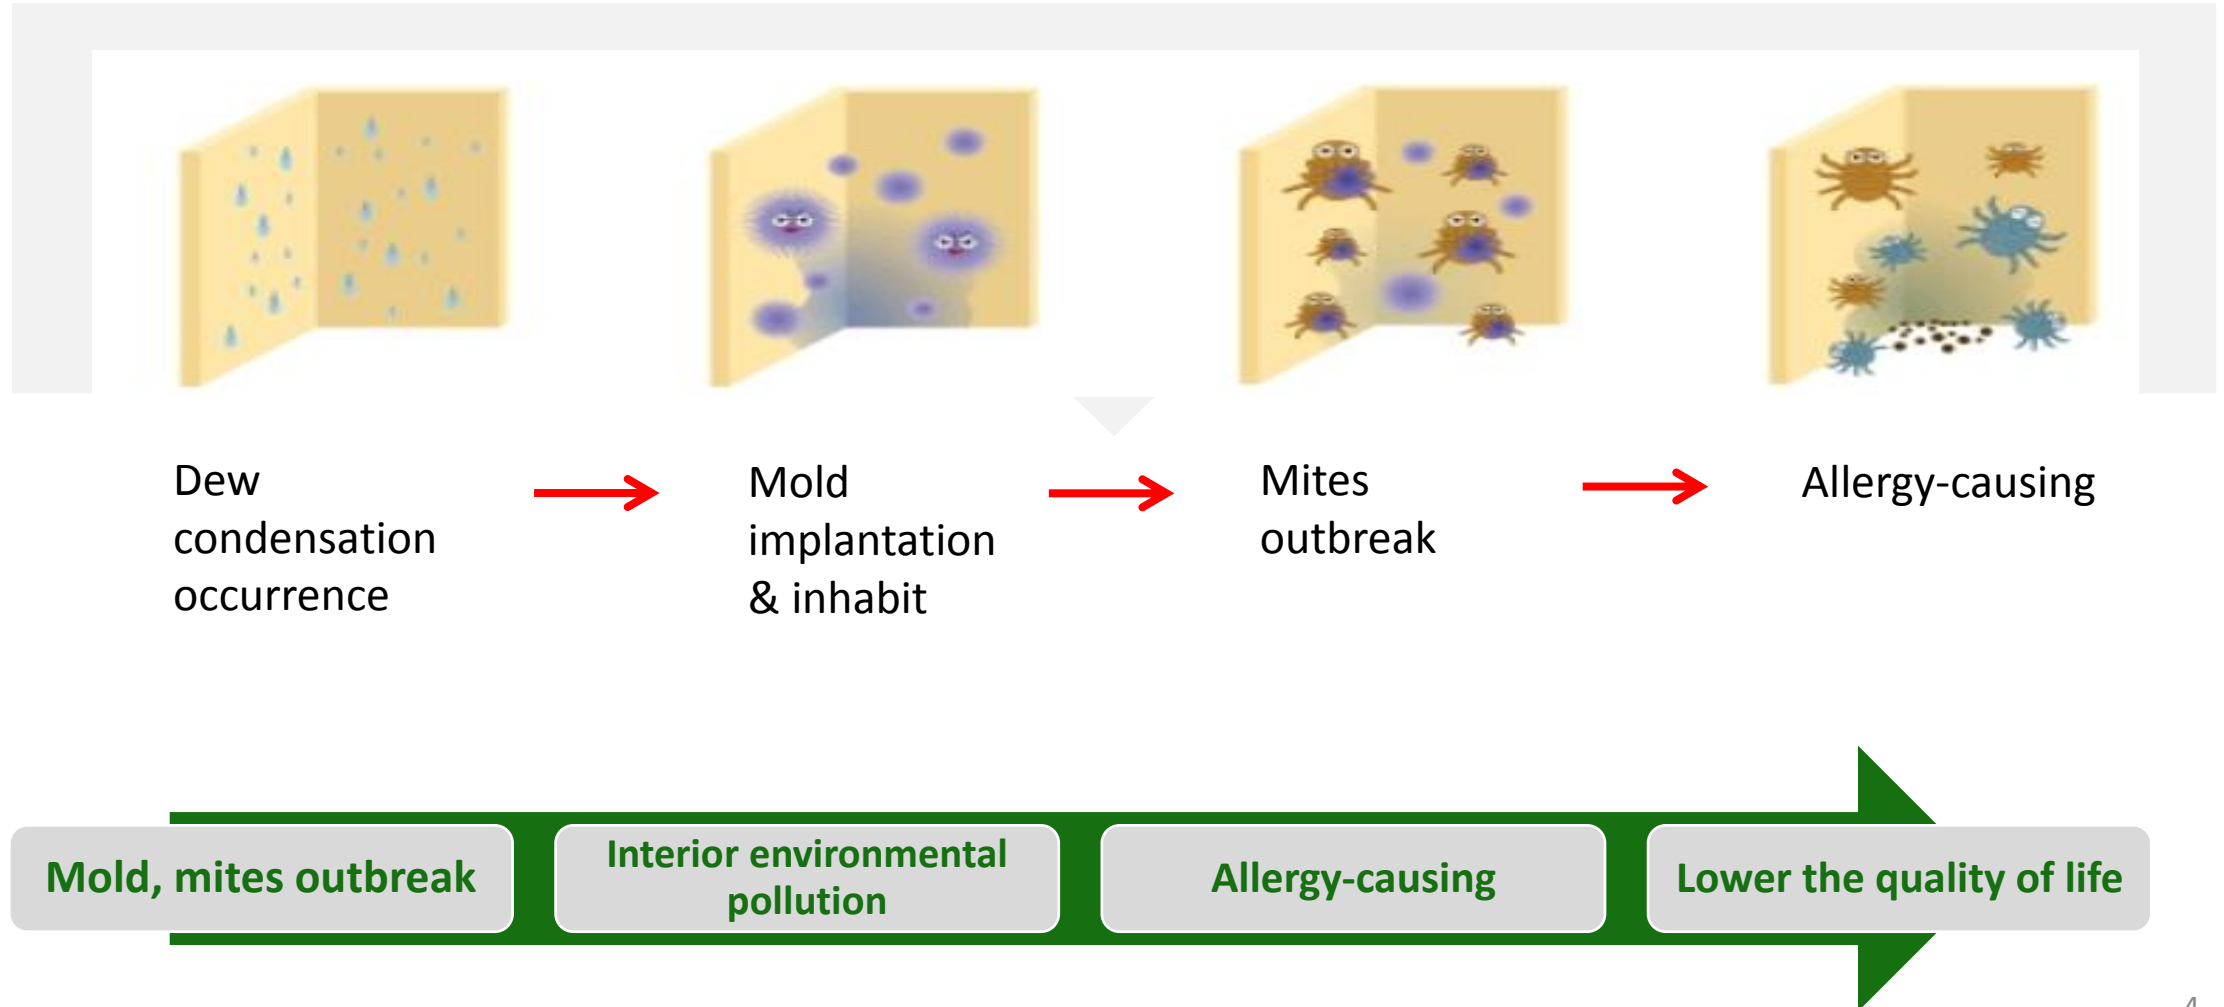 Dew
condensation
occurrence
Mold
implantation
& inhabit
Mites
outbreak
Allergy-causing
Mold, mites outbreak
Interior environmental
pollution
Allergy-causing
Lower the quality of life
4